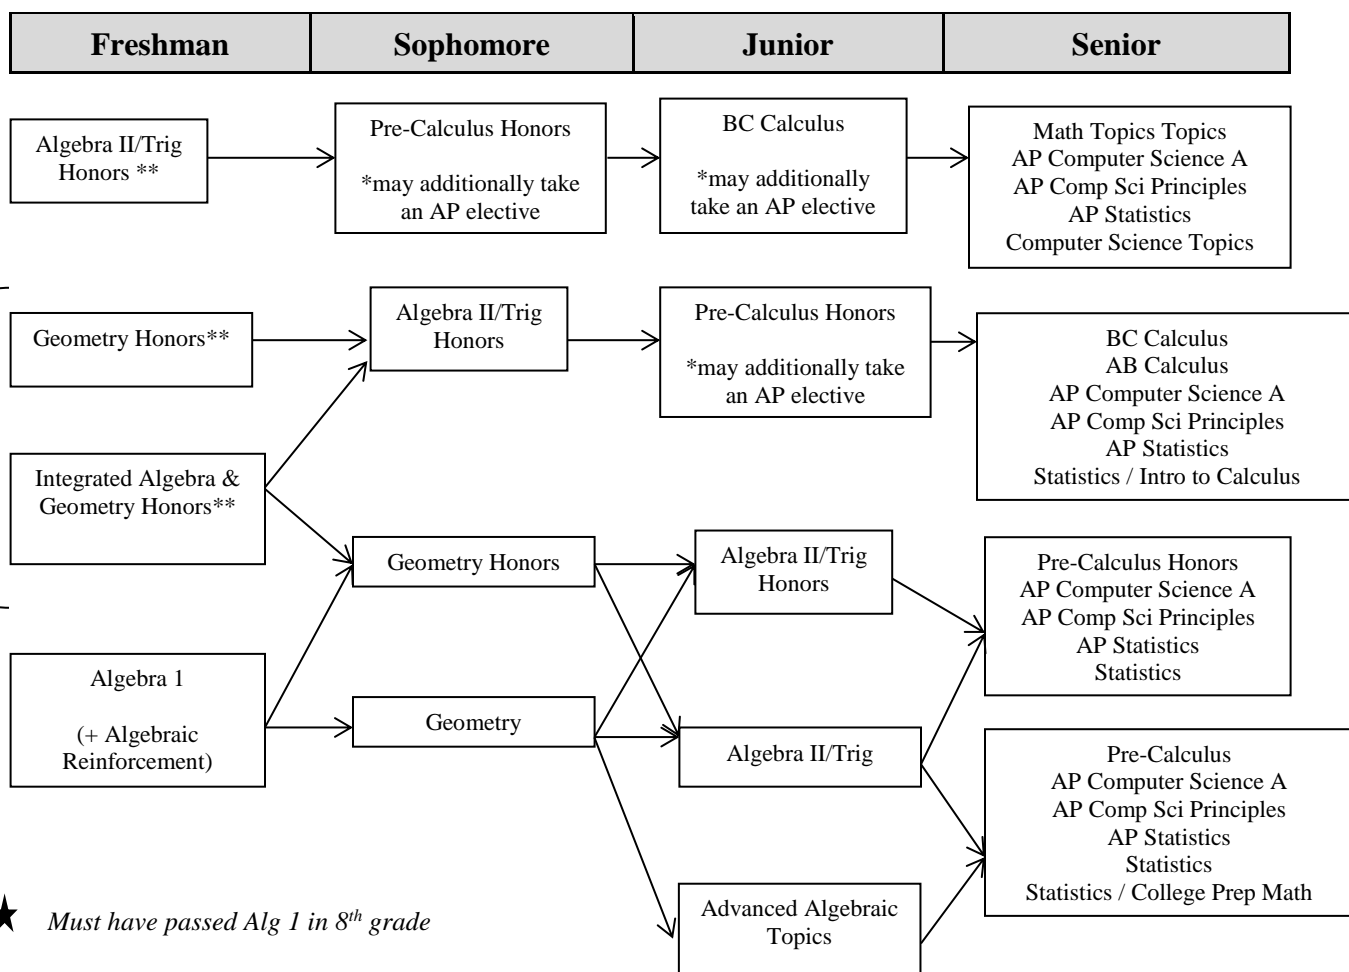 Freshman
Sophomore
Junior
Senior
Algebra II/Trig
Honors **
Pre-Calculus Honors
*may additionally take
an AP elective
BC Calculus
*may additionally
take an AP elective
Math Topics Topics
AP Computer Science A
AP Comp Sci Principles
AP Statistics
Computer Science Topics
Geometry Honors**
Algebra II/Trig
Honors
Pre-Calculus Honors
*may additionally take
an AP elective
BC Calculus
AB Calculus
AP Computer Science A
AP Comp Sci Principles
AP Statistics
Statistics / Intro to Calculus
Integrated Algebra &
Geometry Honors**
Geometry Honors
Algebra II/Trig
Honors
Pre-Calculus Honors
AP Computer Science A
AP Comp Sci Principles
AP Statistics
Statistics
Algebra 1
(+ Algebraic
Reinforcement)
Geometry
Algebra II/Trig
Pre-Calculus
AP Computer Science A
AP Comp Sci Principles
AP Statistics
Statistics
Statistics / College Prep Math
Advanced Algebraic
Topics
Must have passed Alg 1 in 8th grade